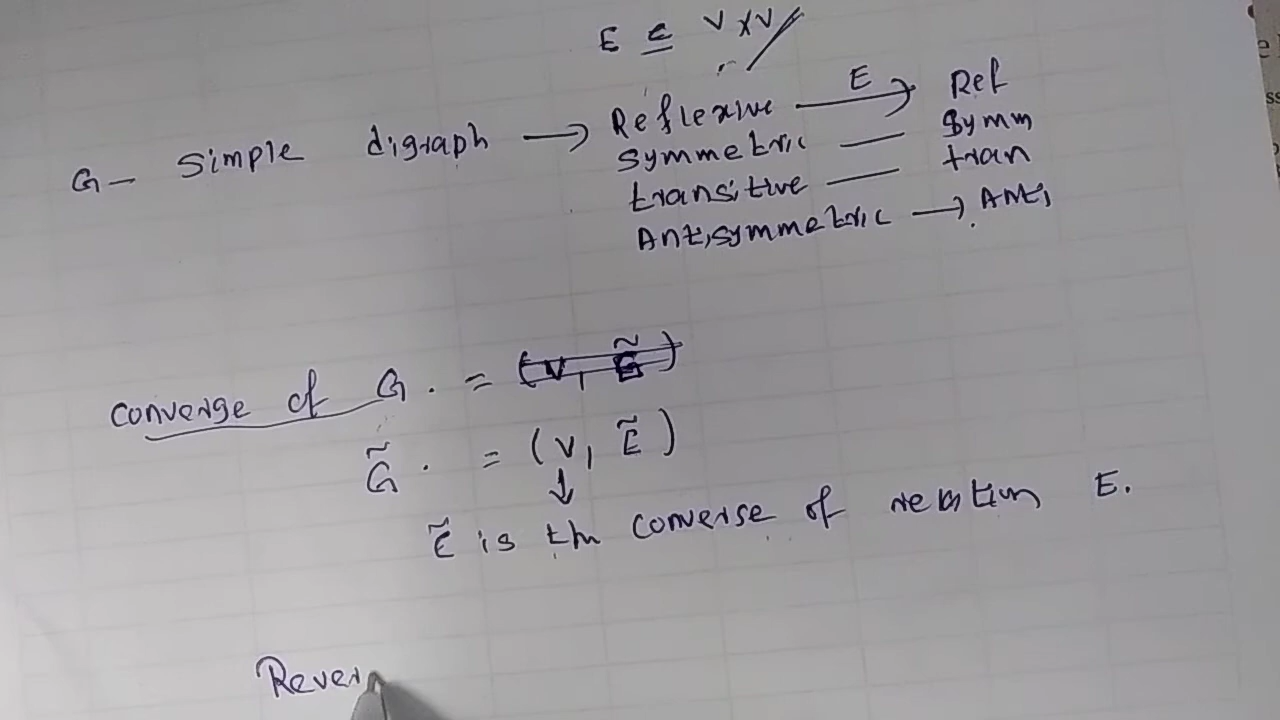 E ⊆ V x V
G - Simple digraph → Reflexive —E→ Ref
Symmetric — Symm
transitive — tran
Antisymmetric → Anti
Converge of G. = (V, Ẽ)
G̃. = (V, Ẽ)
↓
Ẽ is the converse of relation E.
Rever